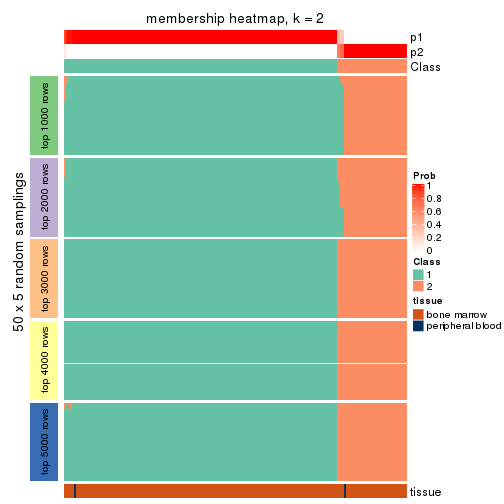 membership heatmap, k = 2
p1
p2
Class
50 x 5 random samplings
top 1000 rows
top 2000 rows
top 3000 rows
top 4000 rows
top 5000 rows
Prob
1
0.8
0.6
0.4
0.2
0
Class
1
2
tissue
bone marrow
peripheral blood
tissue